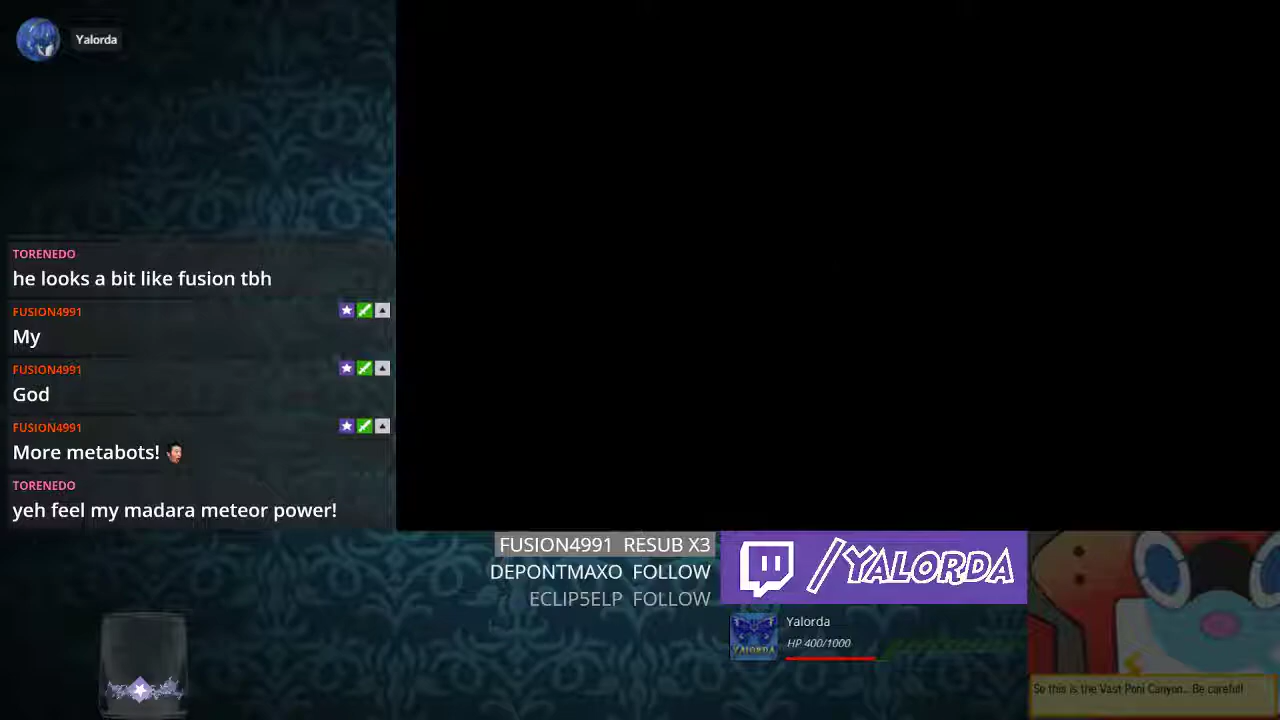 Yalorda
TORENEDO
he looks a bit like fusion tbh
FUSION4991
My
FUSION4991
God
FUSION4991
More metabots!
TORENEDO
yeh feel my madara meteor power!
FUSION4991 RESUB X3
DEPONTMAXO FOLLOW
ECLIP5ELP FOLLOW
/YALORDA
Yalorda
HP 400/1000
YALORDA
So this is the Vast Poni Canyon... Be careful!